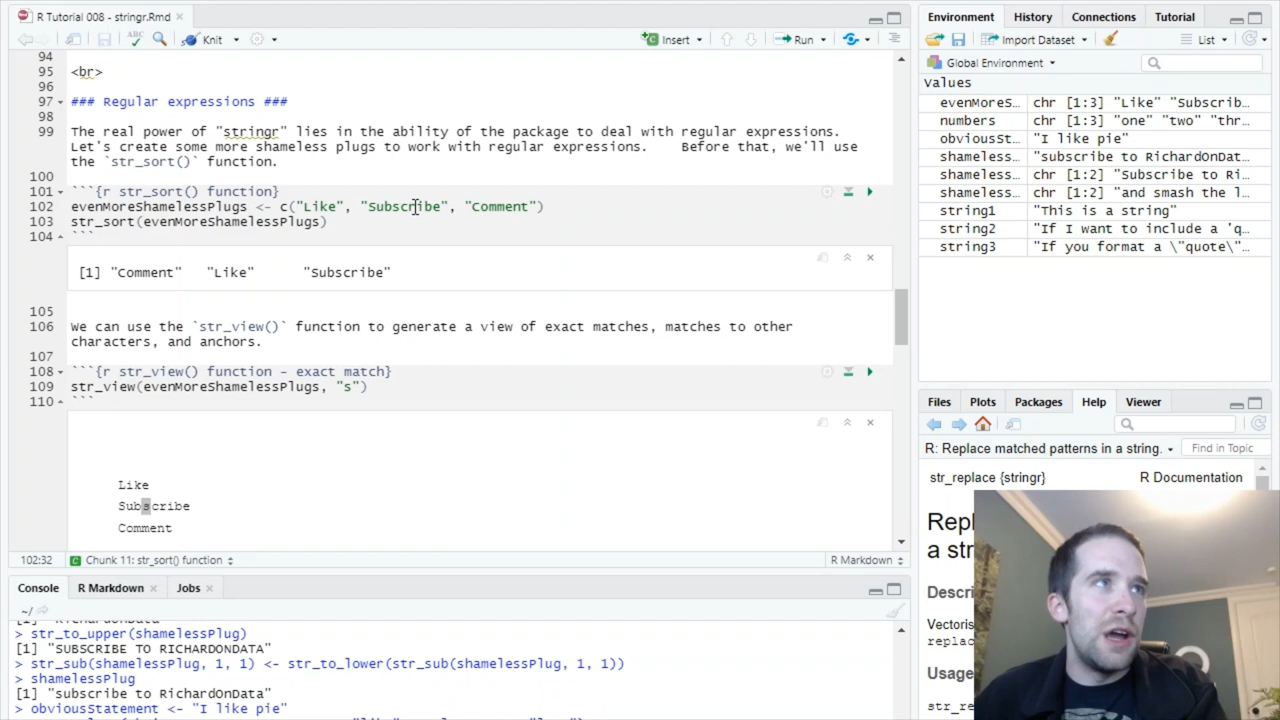 R Tutorial 008 - stringr.Rmd
Environment History Connections Tutorial
ABC Knit Insert Run
Import Dataset List
Global Environment
Values
evenMoreS… chr [1:3] "Like" "Subscrib…
numbers chr [1:3] "one" "two" "thr…
obviousSt… "I like pie"
shameless… "subscribe to RichardOnDat…
shameless… chr [1:2] "Subscribe to Ri…
shameless… chr [1:2] "and smash the l…
string1 "This is a string"
string2 "If I want to include a 'q…
string3 "If you format a \"quote\"…
94
95 <br>
96
97 ### Regular expressions ###
98
99 The real power of "stringr" lies in the ability of the package to deal with regular expressions.
Let's create some more shameless plugs to work with regular expressions. Before that, we'll use
the `str_sort()` function.
100
101 ```{r str_sort() function}
102 evenMoreShamelessPlugs <- c("Like", "Subscribe", "Comment")
103 str_sort(evenMoreShamelessPlugs)
104 ```
[1] "Comment" "Like" "Subscribe"
105
106 We can use the `str_view()` function to generate a view of exact matches, matches to other
characters, and anchors.
107
108 ```{r str_view() function - exact match}
109 str_view(evenMoreShamelessPlugs, "s")
110 ```
Like
Subscribe
Comment
102:32 Chunk 11: str_sort() function R Markdown
Files Plots Packages Help Viewer
R: Replace matched patterns in a string. Find in Topic
str_replace {stringr} R Documentation
Repl
a str
Descri
Vectoris
replac
Usage
str_re
Console R Markdown Jobs
~/
[1] "RichardOnData"
> str_to_upper(shamelessPlug)
[1] "SUBSCRIBE TO RICHARDONDATA"
> str_sub(shamelessPlug, 1, 1) <- str_to_lower(str_sub(shamelessPlug, 1, 1))
> shamelessPlug
[1] "subscribe to RichardOnData"
> obviousStatement <- "I like pie"